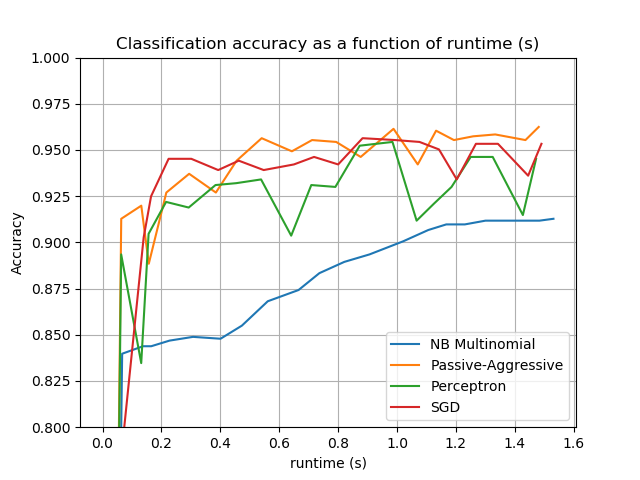 Classification accuracy as a function of runtime (s)
1.000
0.975
0.950
0.925
0.900
0.875
0.850
0.825
0.800
Accuracy
NB Multinomial
Passive-Aggressive
Perceptron
SGD
0.0 0.2 0.4 0.6 0.8 1.0 1.2 1.4 1.6
runtime (s)